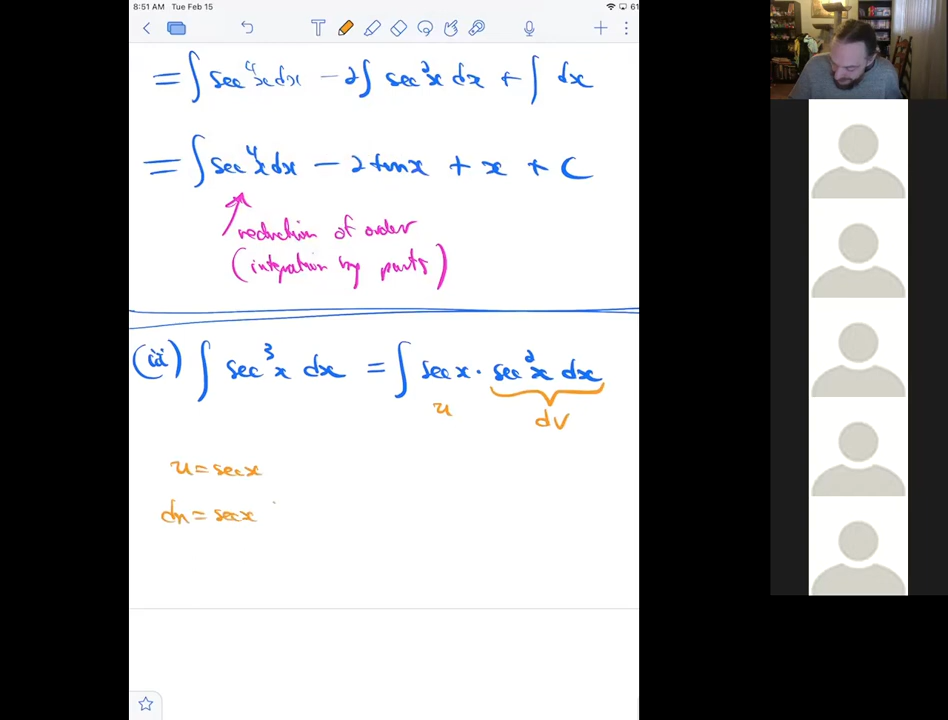 8:51 AM Tue Feb 15
61
= ∫ sec⁴x dx − 2∫ sec²x dx + ∫ dx
= ∫ sec⁴x dx − 2 tan x + x + C
reduction of order
(integration by parts)
(iii) ∫ sec³x dx = ∫ sec x · sec²x dx
u
dv
u = sec x
du = sec x